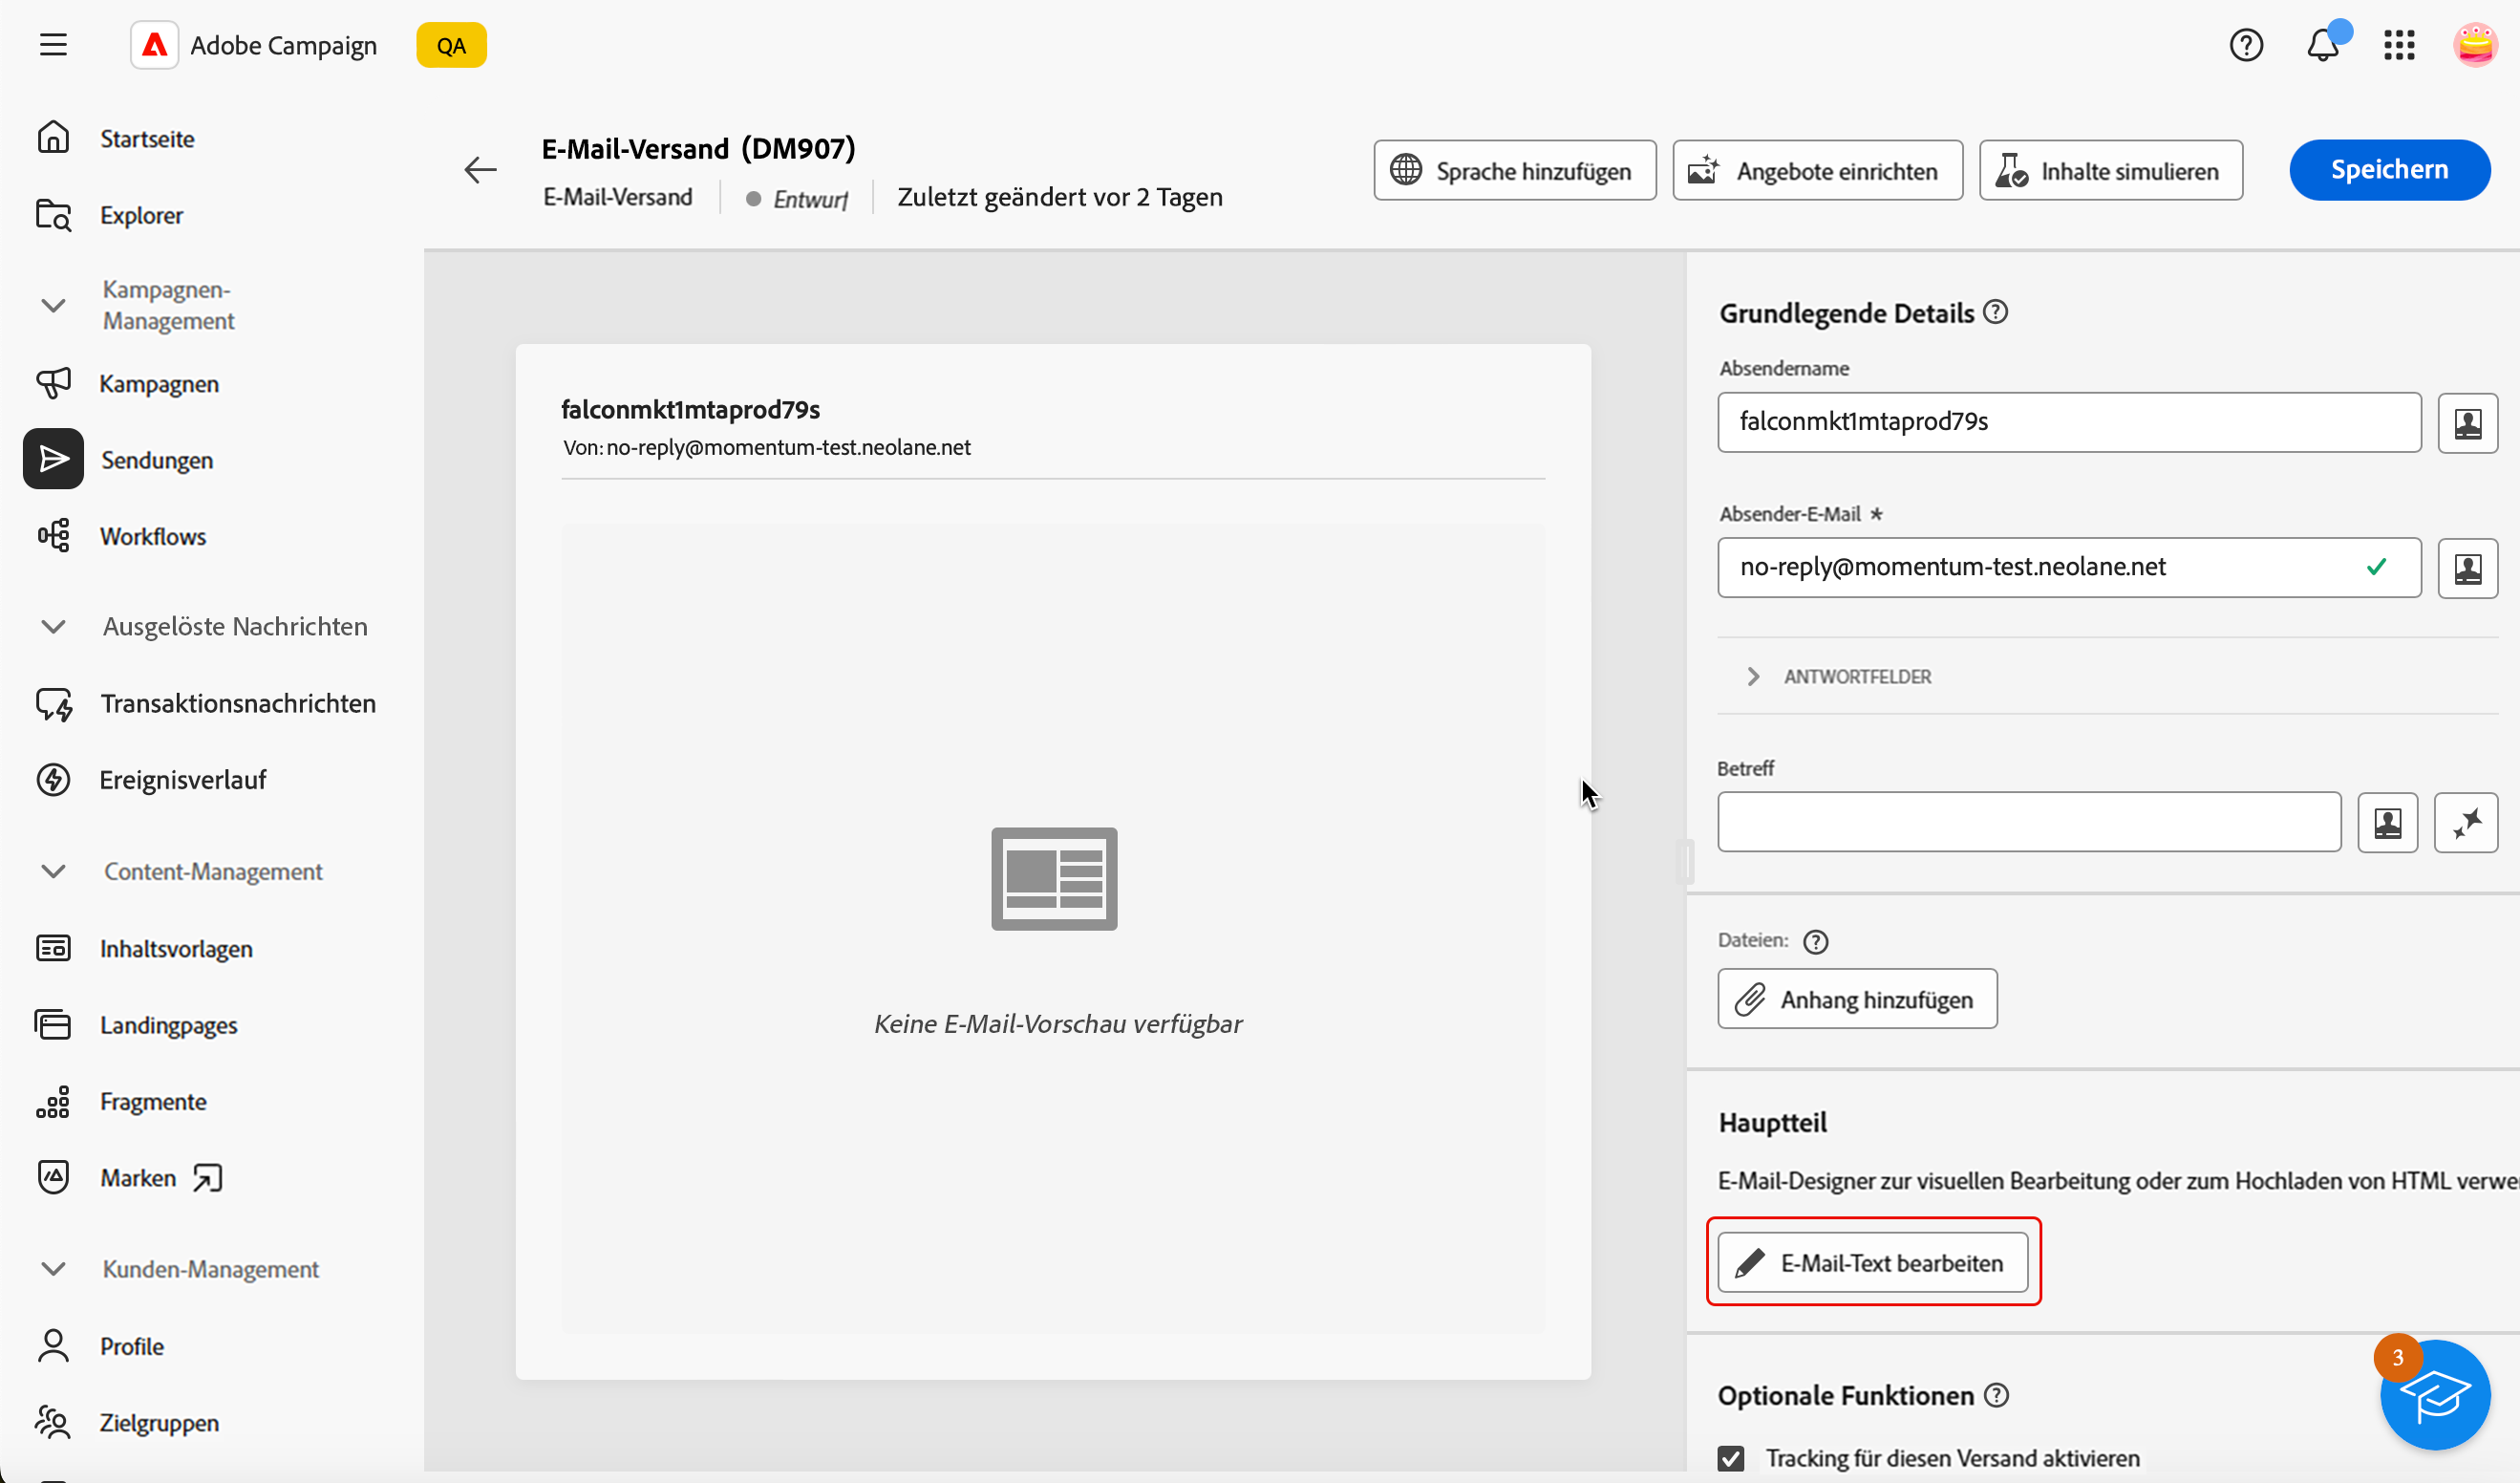 Adobe Campaign
QA
Startseite
Explorer
Kampagnen-
Management
Kampagnen
Sendungen
Workflows
Ausgelöste Nachrichten
Transaktionsnachrichten
Ereignisverlauf
Content-Management
Inhaltsvorlagen
Landingpages
Fragmente
Marken
Kunden-Management
Profile
Zielgruppen
E-Mail-Versand (DM907)
E-Mail-Versand
Entwurf
Zuletzt geändert vor 2 Tagen
Sprache hinzufügen
Angebote einrichten
Inhalte simulieren
Speichern
falconmkt1mtaprod79s
Von: no-reply@momentum-test.neolane.net
Keine E-Mail-Vorschau verfügbar
Grundlegende Details
Absendername
falconmkt1mtaprod79s
Absender-E-Mail *
no-reply@momentum-test.neolane.net
ANTWORTFELDER
Betreff
Dateien:
Anhang hinzufügen
Hauptteil
E-Mail-Designer zur visuellen Bearbeitung oder zum Hochladen von HTML
E-Mail-Text bearbeiten
3
Optionale Funktionen
Tracking für diesen Versand aktivieren